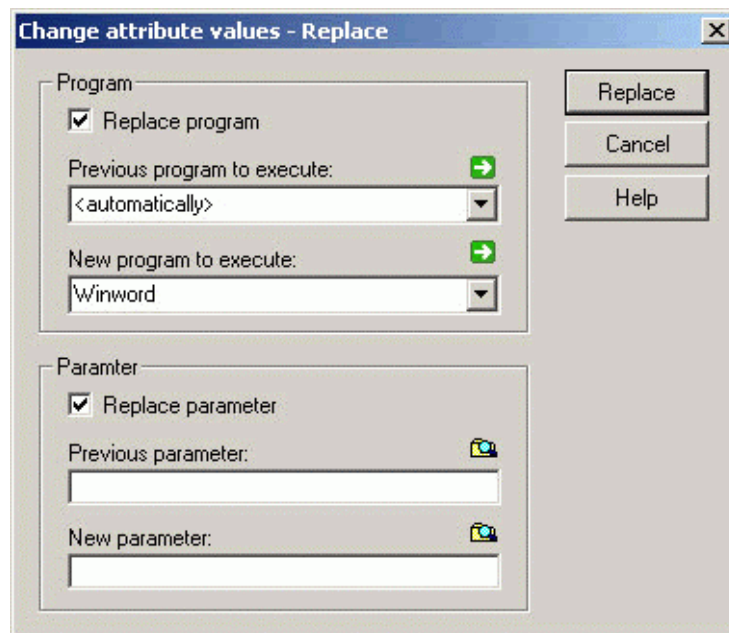 Change attribute values - Replace
Program
Replace program
Previous program to execute:
<automatically>
New program to execute:
Winword
Paramter
Replace parameter
Previous parameter:
New parameter:
Replace
Cancel
Help